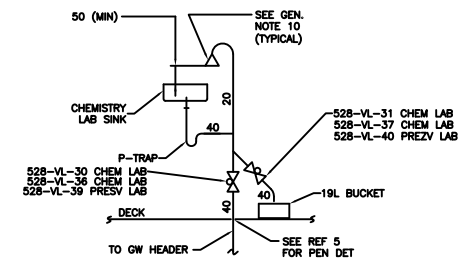 50 (MIN)
SEE GEN.
NOTE 10
(TYPICAL)
CHEMISTRY
LAB SINK
20
40
P-TRAP
528-VL-31 CHEM LAB
528-VL-37 CHEM LAB
528-VL-40 PREZV LAB
528-VL-30 CHEM LAB
528-VL-36 CHEM LAB
528-VL-39 PRESV LAB
40
40
19L BUCKET
DECK
TO GW HEADER
SEE REF 5
FOR PEN DET